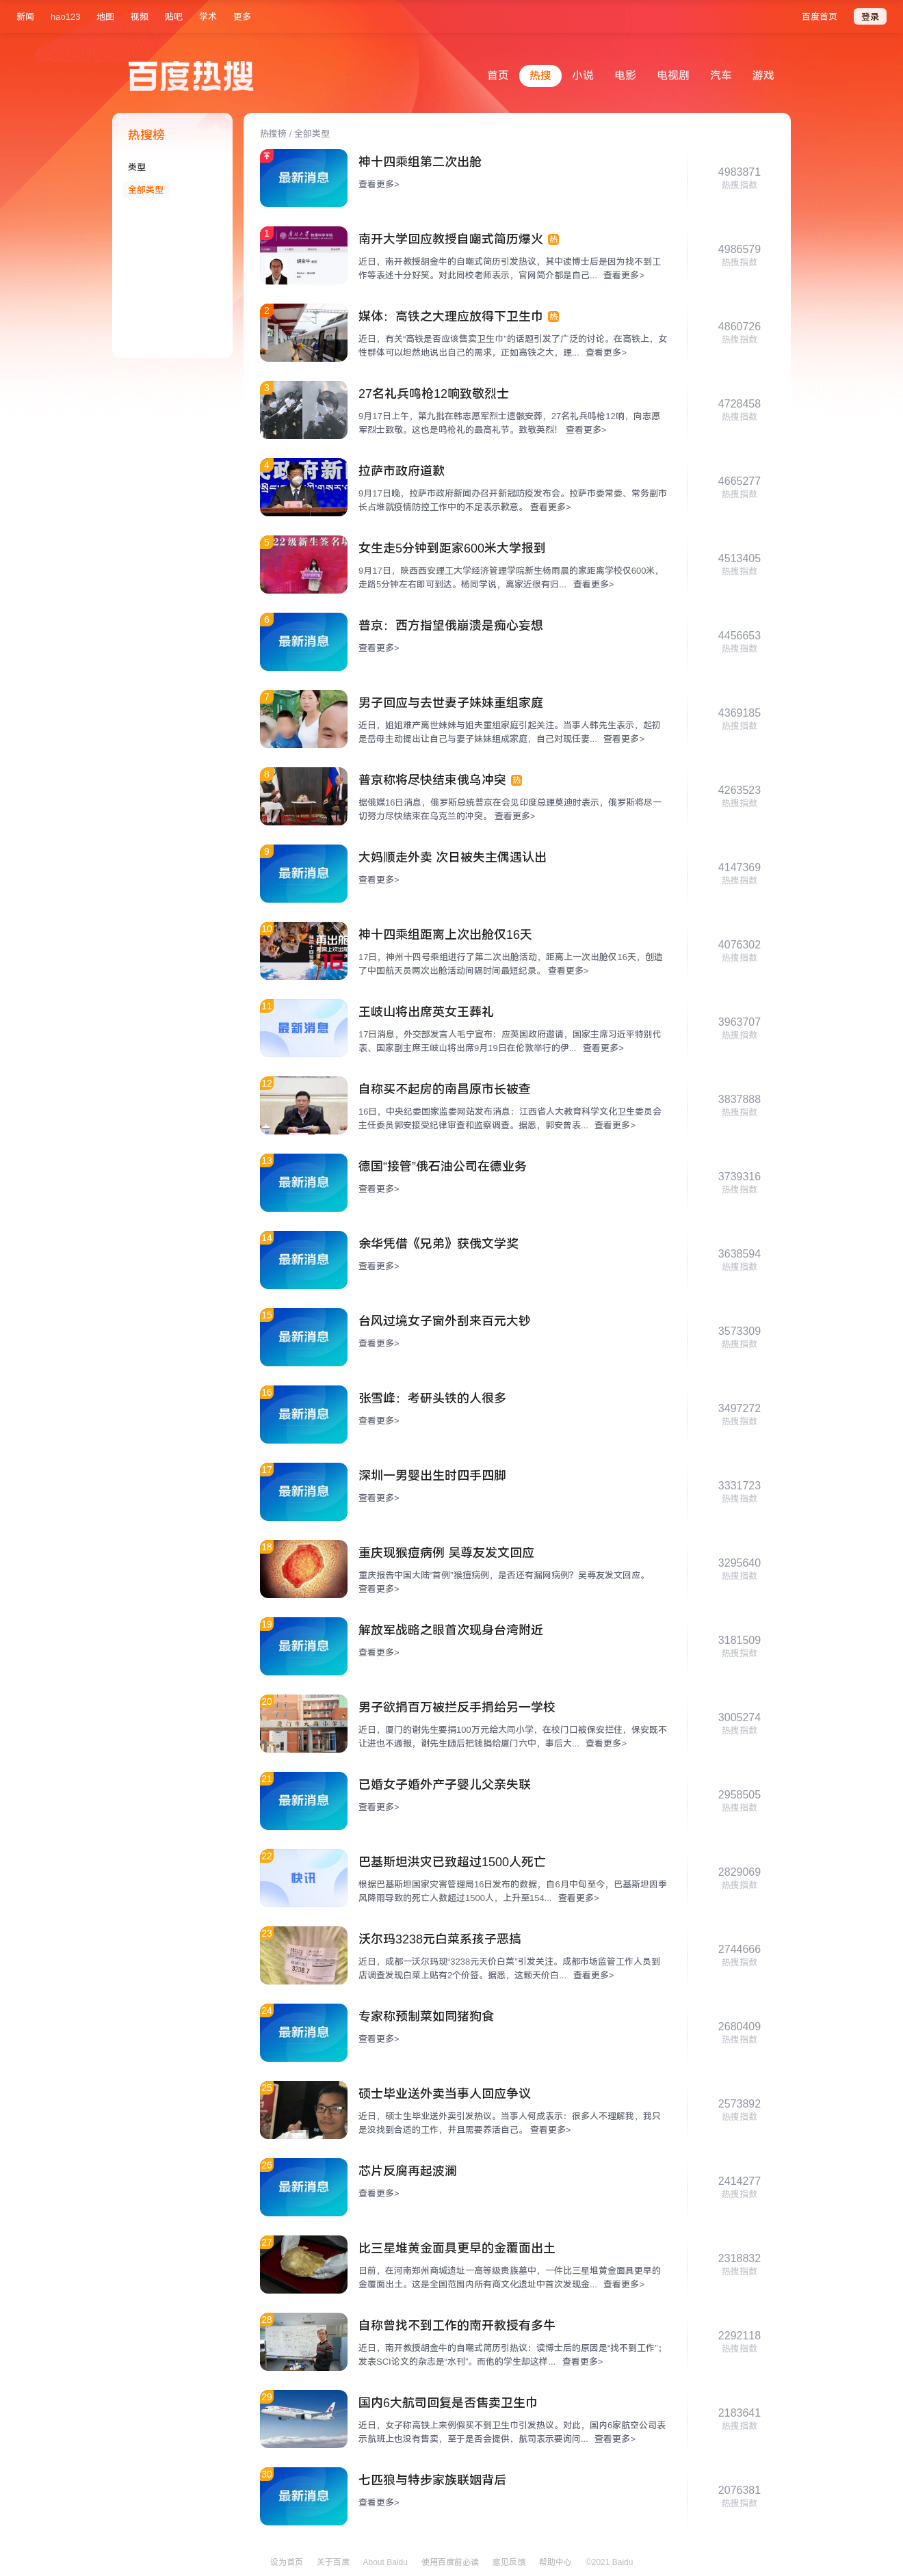 新闻 hao123 地图 视频 贴吧 学术 更多 百度首页 登录
百度热搜 首页 热搜 小说 电影 电视剧 汽车 游戏
热搜榜
类型
全部类型
热搜榜 / 全部类型
最新消息
神十四乘组第二次出舱
查看更多>
4983871
热搜指数
1
南开大学回应教授自嘲式简历爆火 热
近日，南开教授胡金牛的自嘲式简历引发热议，其中读博士后是因为找不到工
作等表述十分好笑。对此同校老师表示，官网简介都是自己... 查看更多>
4986579
热搜指数
2
媒体：高铁之大理应放得下卫生巾 热
近日，有关“高铁是否应该售卖卫生巾”的话题引发了广泛的讨论。在高铁上，女
性群体可以坦然地说出自己的需求，正如高铁之大，理... 查看更多>
4860726
热搜指数
3
27名礼兵鸣枪12响致敬烈士
9月17日上午，第九批在韩志愿军烈士遗骸安葬，27名礼兵鸣枪12响，向志愿
军烈士致敬。这也是鸣枪礼的最高礼节。致敬英烈！ 查看更多>
4728458
热搜指数
4
拉萨市政府道歉
9月17日晚，拉萨市政府新闻办召开新冠防疫发布会。拉萨市委常委、常务副市
长占堆就疫情防控工作中的不足表示歉意。 查看更多>
4665277
热搜指数
5
女生走5分钟到距家600米大学报到
9月17日，陕西西安理工大学经济管理学院新生杨雨晨的家距离学校仅600米，
走路5分钟左右即可到达。杨同学说，离家近很有归... 查看更多>
4513405
热搜指数
6
最新消息
普京：西方指望俄崩溃是痴心妄想
查看更多>
4456653
热搜指数
7
男子回应与去世妻子妹妹重组家庭
近日，姐姐难产离世妹妹与姐夫重组家庭引起关注。当事人韩先生表示，起初
是岳母主动提出让自己与妻子妹妹组成家庭，自己对现任妻... 查看更多>
4369185
热搜指数
8
普京称将尽快结束俄乌冲突 热
据俄媒16日消息，俄罗斯总统普京在会见印度总理莫迪时表示，俄罗斯将尽一
切努力尽快结束在乌克兰的冲突。 查看更多>
4263523
热搜指数
9
最新消息
大妈顺走外卖 次日被失主偶遇认出
查看更多>
4147369
热搜指数
10
神十四乘组距离上次出舱仅16天
17日，神州十四号乘组进行了第二次出舱活动，距离上一次出舱仅16天，创造
了中国航天员两次出舱活动间隔时间最短纪录。 查看更多>
4076302
热搜指数
11
最新消息
王岐山将出席英女王葬礼
17日消息，外交部发言人毛宁宣布：应英国政府邀请，国家主席习近平特别代
表、国家副主席王岐山将出席9月19日在伦敦举行的伊... 查看更多>
3963707
热搜指数
12
自称买不起房的南昌原市长被查
16日，中央纪委国家监委网站发布消息：江西省人大教育科学文化卫生委员会
主任委员郭安接受纪律审查和监察调查。据悉，郭安曾表... 查看更多>
3837888
热搜指数
13
最新消息
德国“接管”俄石油公司在德业务
查看更多>
3739316
热搜指数
14
最新消息
余华凭借《兄弟》获俄文学奖
查看更多>
3638594
热搜指数
15
最新消息
台风过境女子窗外刮来百元大钞
查看更多>
3573309
热搜指数
16
最新消息
张雪峰：考研头铁的人很多
查看更多>
3497272
热搜指数
17
最新消息
深圳一男婴出生时四手四脚
查看更多>
3331723
热搜指数
18
重庆现猴痘病例 吴尊友发文回应
重庆报告中国大陆“首例”猴痘病例，是否还有漏网病例？吴尊友发文回应。
查看更多>
3295640
热搜指数
19
最新消息
解放军战略之眼首次现身台湾附近
查看更多>
3181509
热搜指数
20
男子欲捐百万被拦反手捐给另一学校
近日，厦门的谢先生要捐100万元给大同小学，在校门口被保安拦住，保安既不
让进也不通报，谢先生随后把钱捐给厦门六中，事后大... 查看更多>
3005274
热搜指数
21
最新消息
已婚女子婚外产子婴儿父亲失联
查看更多>
2958505
热搜指数
22
快讯
巴基斯坦洪灾已致超过1500人死亡
根据巴基斯坦国家灾害管理局16日发布的数据，自6月中旬至今，巴基斯坦因季
风降雨导致的死亡人数超过1500人，上升至154... 查看更多>
2829069
热搜指数
23
沃尔玛3238元白菜系孩子恶搞
近日，成都一沃尔玛现“3238元天价白菜”引发关注。成都市场监管工作人员到
店调查发现白菜上贴有2个价签。据悉，这颗天价白... 查看更多>
2744666
热搜指数
24
最新消息
专家称预制菜如同猪狗食
查看更多>
2680409
热搜指数
25
硕士毕业送外卖当事人回应争议
近日，硕士生毕业送外卖引发热议。当事人何成表示：很多人不理解我，我只
是没找到合适的工作，并且需要养活自己。 查看更多>
2573892
热搜指数
26
最新消息
芯片反腐再起波澜
查看更多>
2414277
热搜指数
27
比三星堆黄金面具更早的金覆面出土
日前，在河南郑州商城遗址一高等级贵族墓中，一件比三星堆黄金面具更早的
金覆面出土。这是全国范围内所有商文化遗址中首次发现金... 查看更多>
2318832
热搜指数
28
自称曾找不到工作的南开教授有多牛
近日，南开教授胡金牛的自嘲式简历引热议：读博士后的原因是“找不到工作”；
发表SCI论文的杂志是“水刊”。而他的学生却这样... 查看更多>
2292118
热搜指数
29
国内6大航司回复是否售卖卫生巾
近日，女子称高铁上来例假买不到卫生巾引发热议。对此，国内6家航空公司表
示航班上也没有售卖，至于是否会提供，航司表示要询问... 查看更多>
2183641
热搜指数
30
最新消息
七匹狼与特步家族联姻背后
查看更多>
2076381
热搜指数
设为首页 关于百度 About Baidu 使用百度前必读 意见反馈 帮助中心 ©2021 Baidu